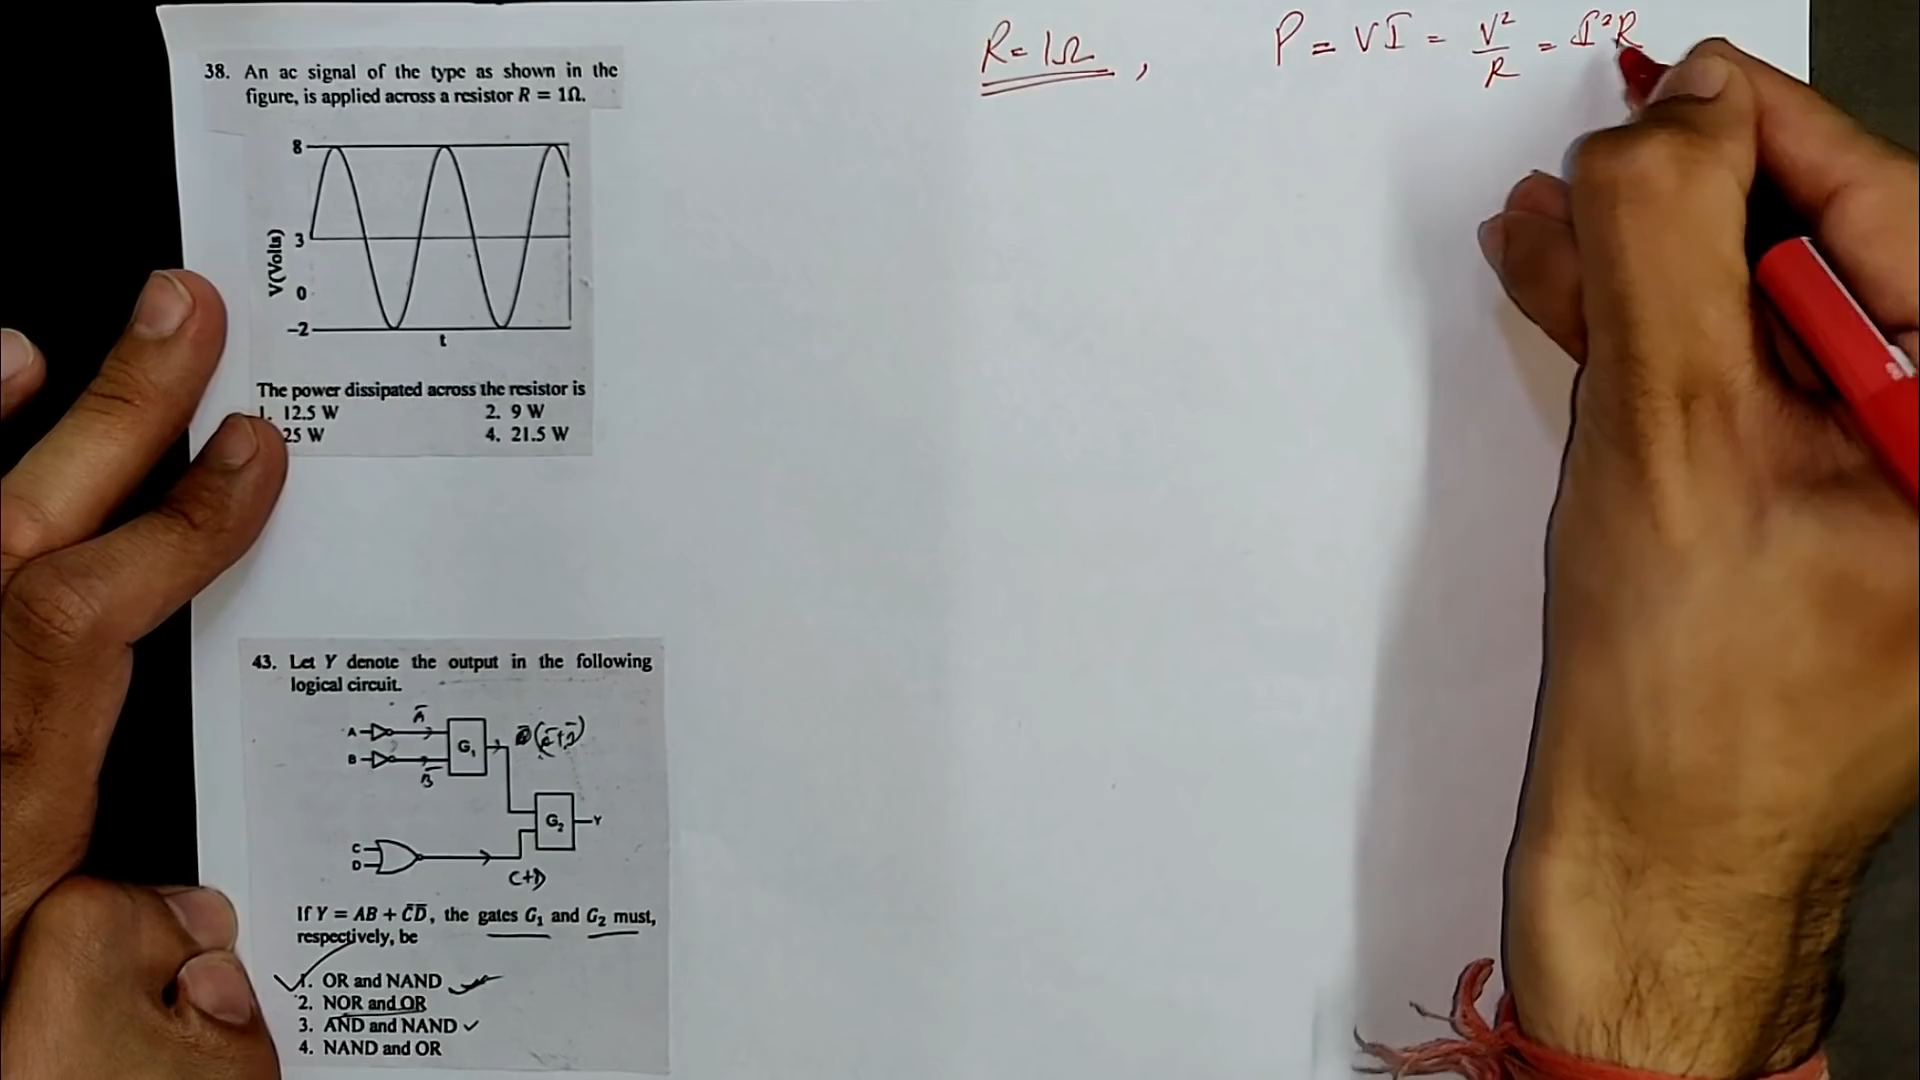 38. An ac signal of the type as shown in the
figure, is applied across a resistor R = 1Ω.
8
3
0
-2
V(Volts)
t
The power dissipated across the resistor is
1. 12.5 W 2. 9 W
25 W 4. 21.5 W
R = 1Ω , P = VI = V²/R = I²R
43. Let Y denote the output in the following
logical circuit.
A
B
A̅
B̅
G₁
G₂
Y
C
D
C+D
If Y = AB + C̅D̅, the gates G₁ and G₂ must,
respectively, be
1. OR and NAND
2. NOR and OR
3. AND and NAND
4. NAND and OR